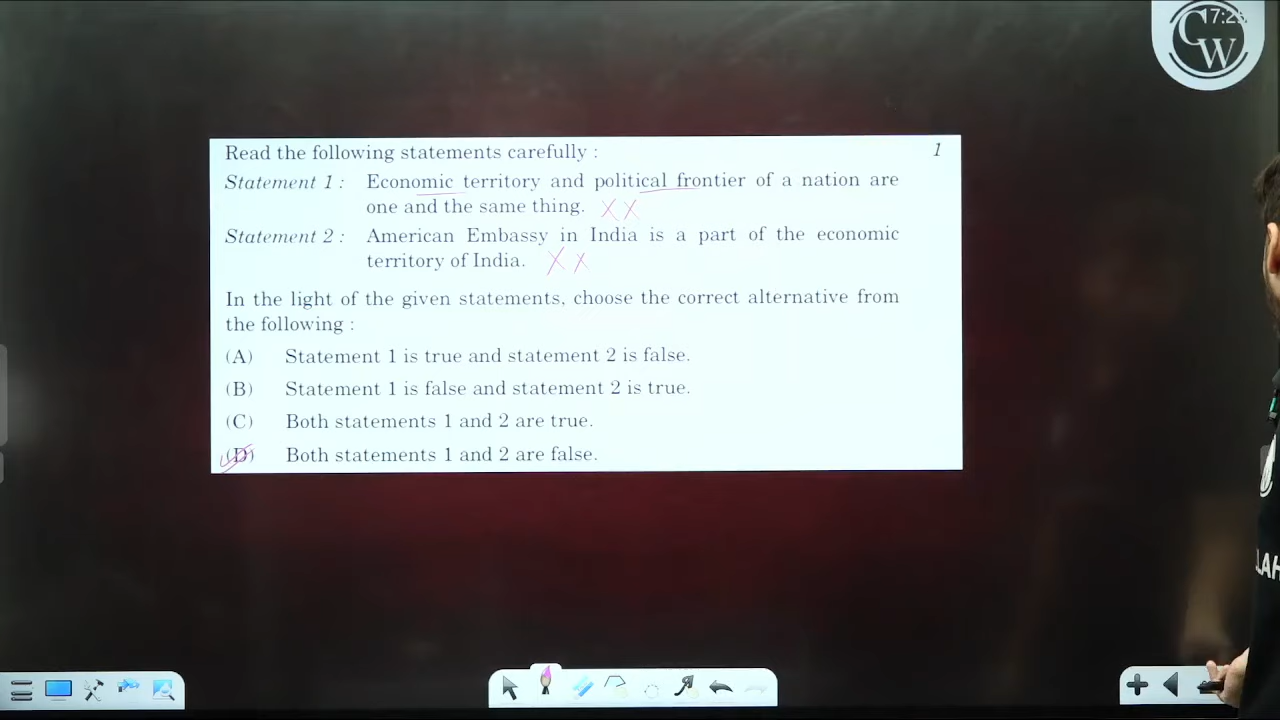 17:2
CW
Read the following statements carefully : 1
Statement 1 : Economic territory and political frontier of a nation are
one and the same thing. X X
Statement 2 : American Embassy in India is a part of the economic
territory of India. X X
In the light of the given statements, choose the correct alternative from
the following :
(A) Statement 1 is true and statement 2 is false.
(B) Statement 1 is false and statement 2 is true.
(C) Both statements 1 and 2 are true.
(D) Both statements 1 and 2 are false.
LAH